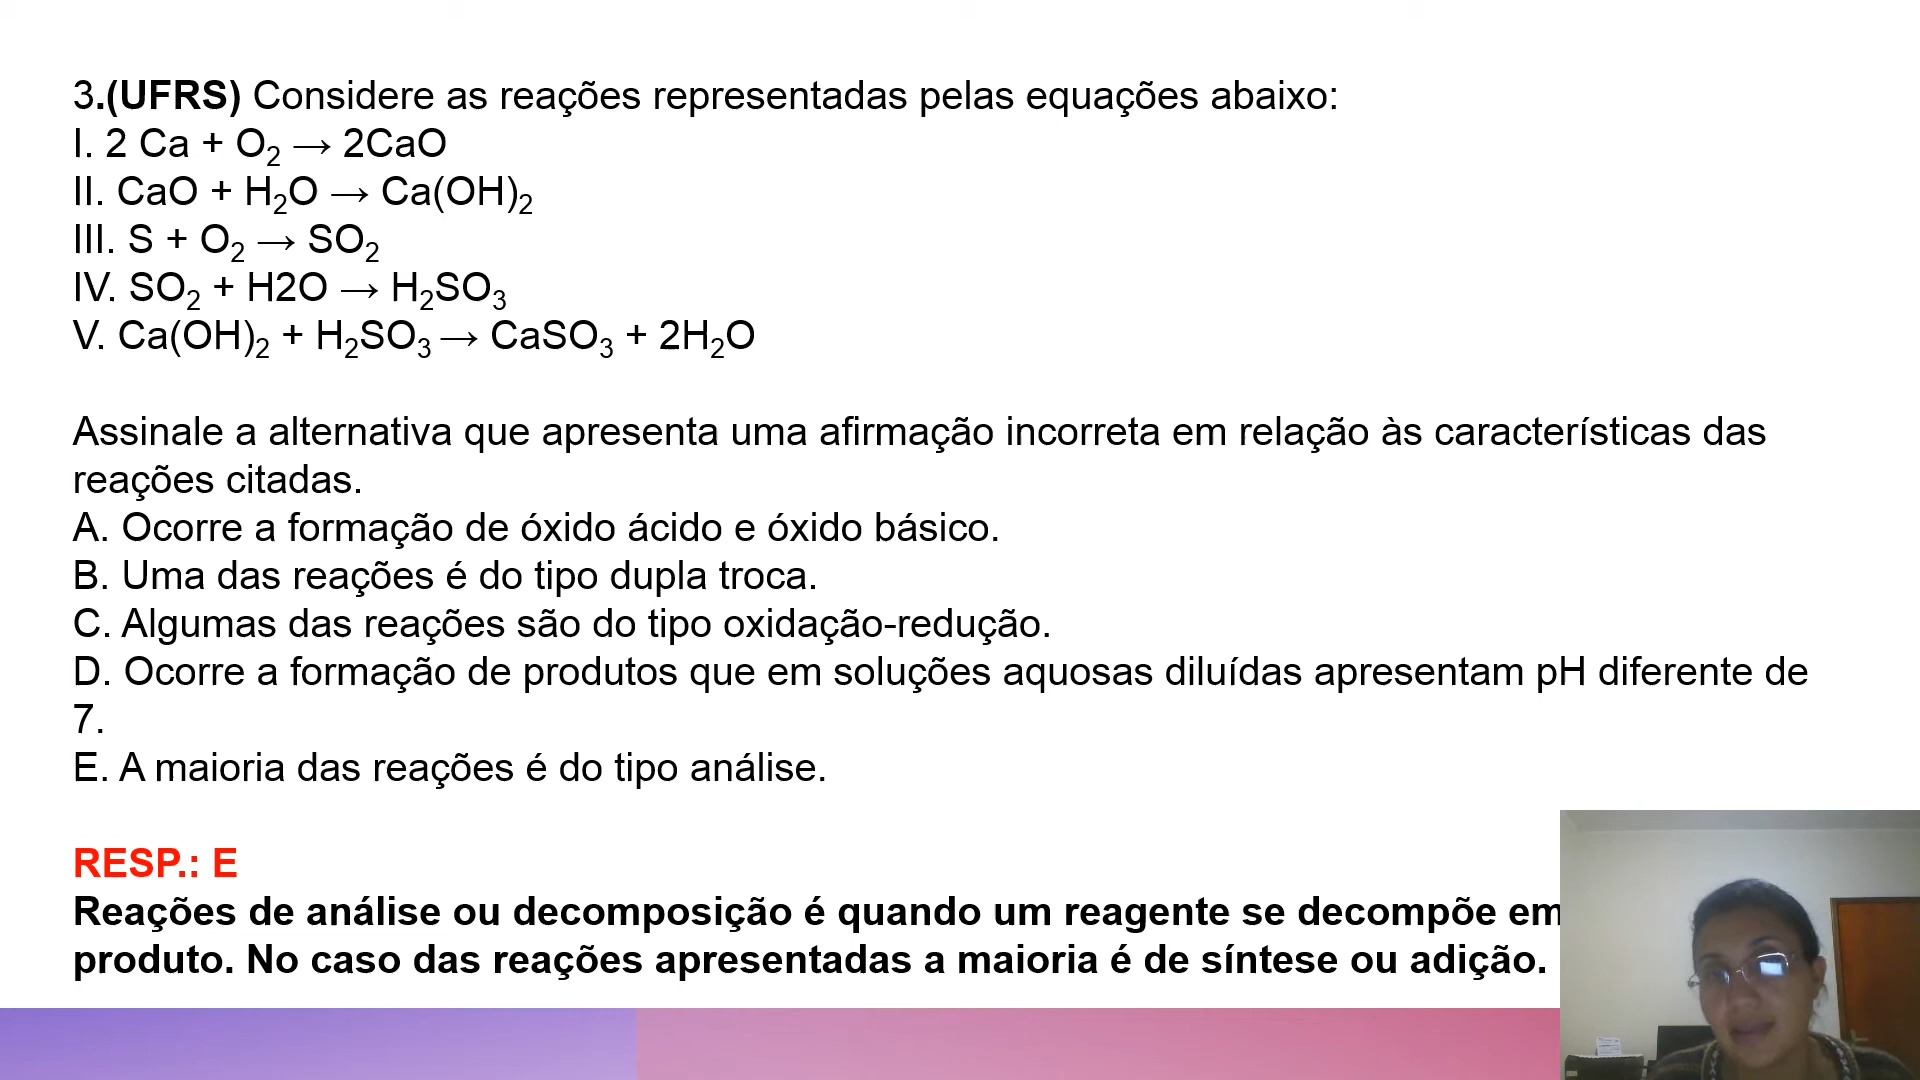 3.(UFRS) Considere as reações representadas pelas equações abaixo:
I. 2 Ca + O₂ → 2CaO
II. CaO + H₂O → Ca(OH)₂
III. S + O₂ → SO₂
IV. SO₂ + H2O → H₂SO₃
V. Ca(OH)₂ + H₂SO₃ → CaSO₃ + 2H₂O
Assinale a alternativa que apresenta uma afirmação incorreta em relação às características das
reações citadas.
A. Ocorre a formação de óxido ácido e óxido básico.
B. Uma das reações é do tipo dupla troca.
C. Algumas das reações são do tipo oxidação-redução.
D. Ocorre a formação de produtos que em soluções aquosas diluídas apresentam pH diferente de
7.
E. A maioria das reações é do tipo análise.
RESP.: E
Reações de análise ou decomposição é quando um reagente se decompõe em
produto. No caso das reações apresentadas a maioria é de síntese ou adição.